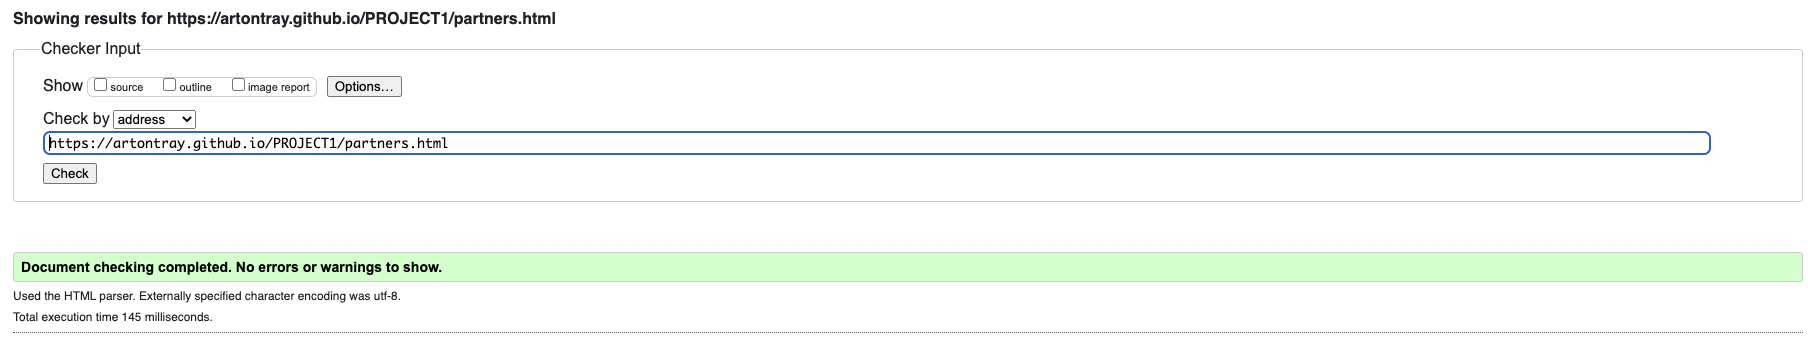 Showing results for https://artontray.github.io/PROJECT1/partners.html
Checker Input
Show source outline image report Options...
Check by address
https://artontray.github.io/PROJECT1/partners.html
Check
Document checking completed. No errors or warnings to show.
Used the HTML parser. Externally specified character encoding was utf-8.
Total execution time 145 milliseconds.